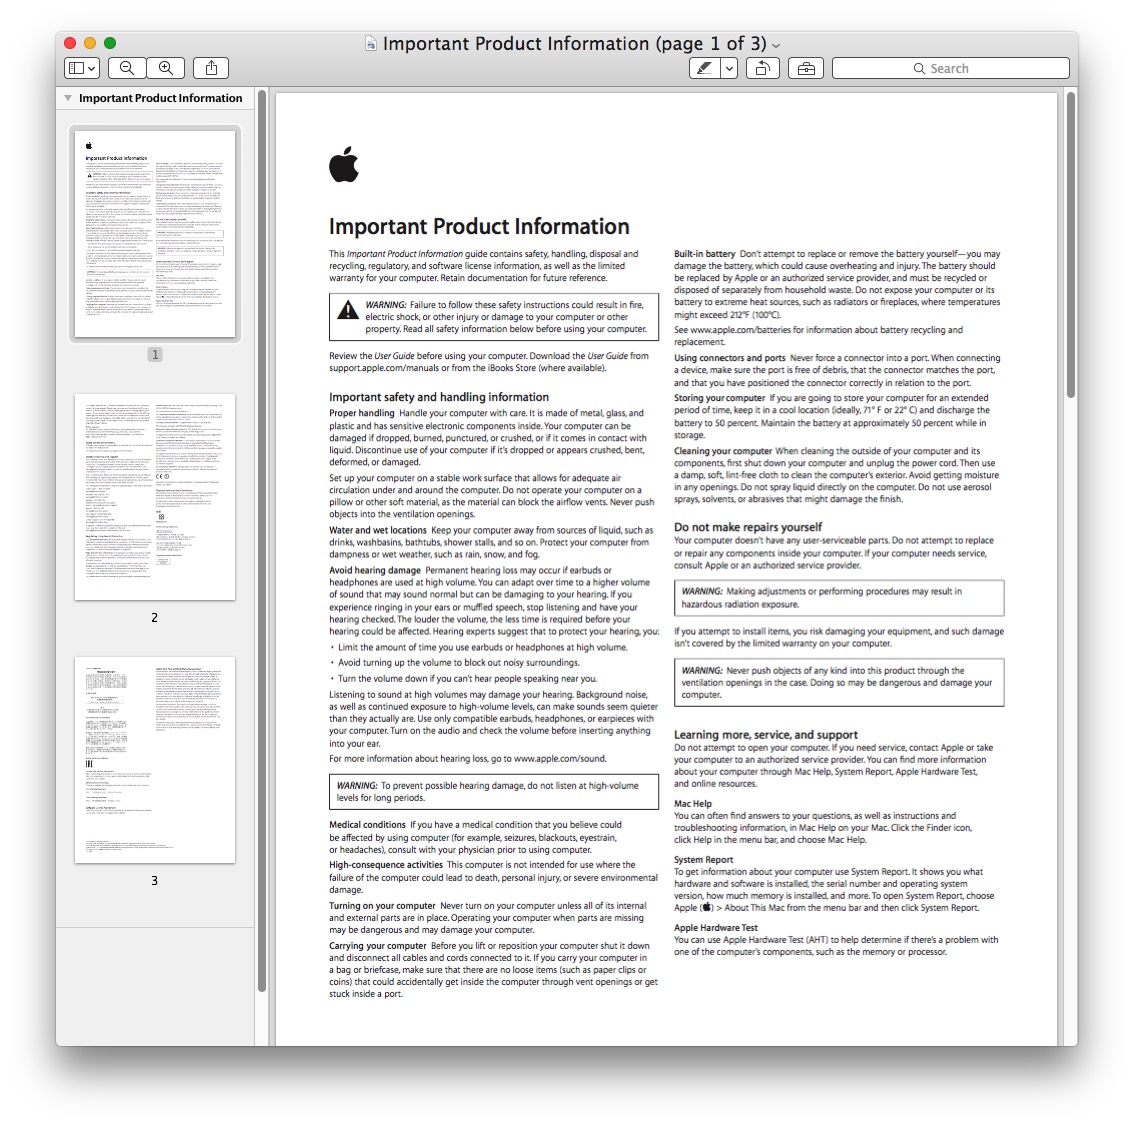 Important Product Information (page 1 of 3)
Search
Important Product Information
1
2
3
Important Product Information
This Important Product Information guide contains safety, handling, disposal and
recycling, regulatory, and software license information, as well as the limited
warranty for your computer. Retain documentation for future reference.
WARNING: Failure to follow these safety instructions could result in fire,
electric shock, or other injury or damage to your computer or other
property. Read all safety information below before using your computer.
Review the User Guide before using your computer. Download the User Guide from
support.apple.com/manuals or from the iBooks Store (where available).
Important safety and handling information
Proper handling Handle your computer with care. It is made of metal, glass, and
plastic and has sensitive electronic components inside. Your computer can be
damaged if dropped, burned, punctured, or crushed, or if it comes in contact with
liquid. Discontinue use of your computer if it's dropped or appears crushed, bent,
deformed, or damaged.
Set up your computer on a stable work surface that allows for adequate air
circulation under and around the computer. Do not operate your computer on a
pillow or other soft material, as the material can block the airflow vents. Never push
objects into the ventilation openings.
Water and wet locations Keep your computer away from sources of liquid, such as
drinks, washbasins, bathtubs, shower stalls, and so on. Protect your computer from
dampness or wet weather, such as rain, snow, and fog.
Avoid hearing damage Permanent hearing loss may occur if earbuds or
headphones are used at high volume. You can adapt over time to a higher volume
of sound that may sound normal but can be damaging to your hearing. If you
experience ringing in your ears or muffled speech, stop listening and have your
hearing checked. The louder the volume, the less time is required before your
hearing could be affected. Hearing experts suggest that to protect your hearing, you:
• Limit the amount of time you use earbuds or headphones at high volume.
• Avoid turning up the volume to block out noisy surroundings.
• Turn the volume down if you can't hear people speaking near you.
Listening to sound at high volumes may damage your hearing. Background noise,
as well as continued exposure to high-volume levels, can make sounds seem quieter
than they actually are. Use only compatible earbuds, headphones, or earpieces with
your computer. Turn on the audio and check the volume before inserting anything
into your ear.
For more information about hearing loss, go to www.apple.com/sound.
WARNING: To prevent possible hearing damage, do not listen at high-volume
levels for long periods.
Medical conditions If you have a medical condition that you believe could
be affected by using computer (for example, seizures, blackouts, eyestrain,
or headaches), consult with your physician prior to using computer.
High-consequence activities This computer is not intended for use where the
failure of the computer could lead to death, personal injury, or severe environmental
damage.
Turning on your computer Never turn on your computer unless all of its internal
and external parts are in place. Operating your computer when parts are missing
may be dangerous and may damage your computer.
Carrying your computer Before you lift or reposition your computer shut it down
and disconnect all cables and cords connected to it. If you carry your computer in
a bag or briefcase, make sure that there are no loose items (such as paper clips or
coins) that could accidentally get inside the computer through vent openings or get
stuck inside a port.
Built-in battery Don't attempt to replace or remove the battery yourself—you may
damage the battery, which could cause overheating and injury. The battery should
be replaced by Apple or an authorized service provider, and must be recycled or
disposed of separately from household waste. Do not expose your computer or its
battery to extreme heat sources, such as radiators or fireplaces, where temperatures
might exceed 212°F (100°C).
See www.apple.com/batteries for information about battery recycling and
replacement.
Using connectors and ports Never force a connector into a port. When connecting
a device, make sure the port is free of debris, that the connector matches the port,
and that you have positioned the connector correctly in relation to the port.
Storing your computer If you are going to store your computer for an extended
period of time, keep it in a cool location (ideally, 71° F or 22° C) and discharge the
battery to 50 percent. Maintain the battery at approximately 50 percent while in
storage.
Cleaning your computer When cleaning the outside of your computer and its
components, first shut down your computer and unplug the power cord. Then use
a damp, soft, lint-free cloth to clean the computer's exterior. Avoid getting moisture
in any openings. Do not spray liquid directly on the computer. Do not use aerosol
sprays, solvents, or abrasives that might damage the finish.
Do not make repairs yourself
Your computer doesn't have any user-serviceable parts. Do not attempt to replace
or repair any components inside your computer. If your computer needs service,
consult Apple or an authorized service provider.
WARNING: Making adjustments or performing procedures may result in
hazardous radiation exposure.
If you attempt to install items, you risk damaging your equipment, and such damage
isn't covered by the limited warranty on your computer.
WARNING: Never push objects of any kind into this product through the
ventilation openings in the case. Doing so may be dangerous and damage your
computer.
Learning more, service, and support
Do not attempt to open your computer. If you need service, contact Apple or take
your computer to an authorized service provider. You can find more information
about your computer through Mac Help, System Report, Apple Hardware Test,
and online resources.
Mac Help
You can often find answers to your questions, as well as instructions and
troubleshooting information, in Mac Help on your Mac. Click the Finder icon,
click Help in the menu bar, and choose Mac Help.
System Report
To get information about your computer use System Report. It shows you what
hardware and software is installed, the serial number and operating system
version, how much memory is installed, and more. To open System Report, choose
Apple () > About This Mac from the menu bar and then click System Report.
Apple Hardware Test
You can use Apple Hardware Test (AHT) to help determine if there's a problem with
one of the computer's components, such as the memory or processor.